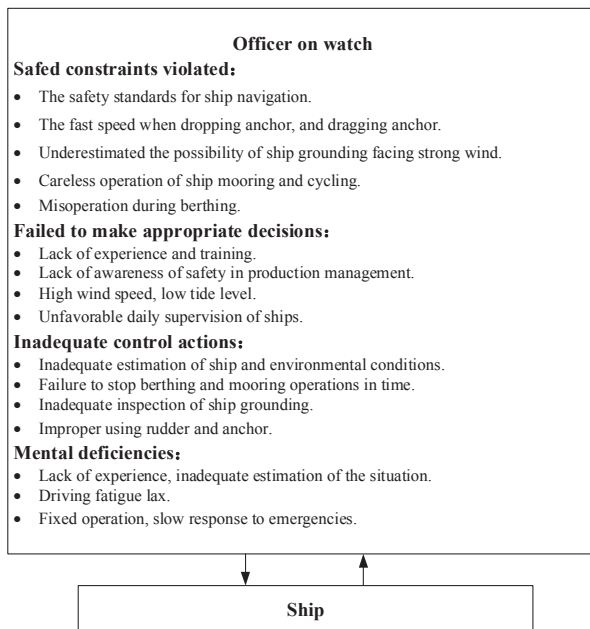 Officer on watch
Safed constraints violated：
• The safety standards for ship navigation.
• The fast speed when dropping anchor, and dragging anchor.
• Underestimated the possibility of ship grounding facing strong wind.
• Careless operation of ship mooring and cycling.
• Misoperation during berthing.
Failed to make appropriate decisions：
• Lack of experience and training.
• Lack of awareness of safety in production management.
• High wind speed, low tide level.
• Unfavorable daily supervision of ships.
Inadequate control actions：
• Inadequate estimation of ship and environmental conditions.
• Failure to stop berthing and mooring operations in time.
• Inadequate inspection of ship grounding.
• Improper using rudder and anchor.
Mental deficiencies：
• Lack of experience, inadequate estimation of the situation.
• Driving fatigue lax.
• Fixed operation, slow response to emergencies.
Ship